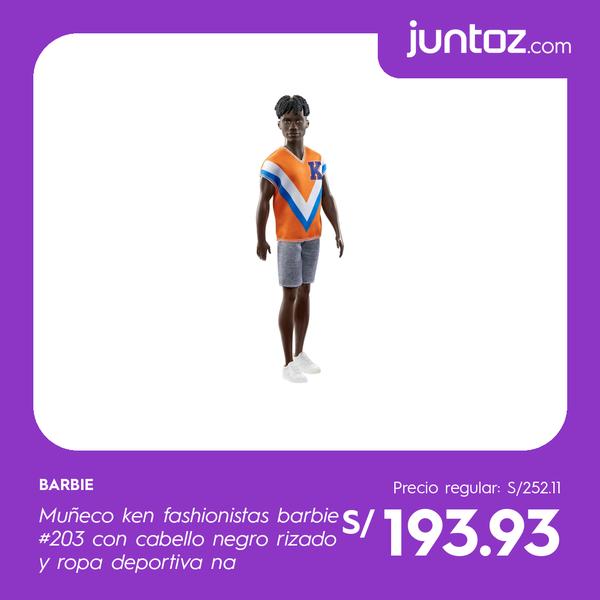 juntoz.com
K
BARBIE
Muñeco ken fashionistas barbie
#203 con cabello negro rizado
y ropa deportiva na
Precio regular: S/252.11
S/ 193.93